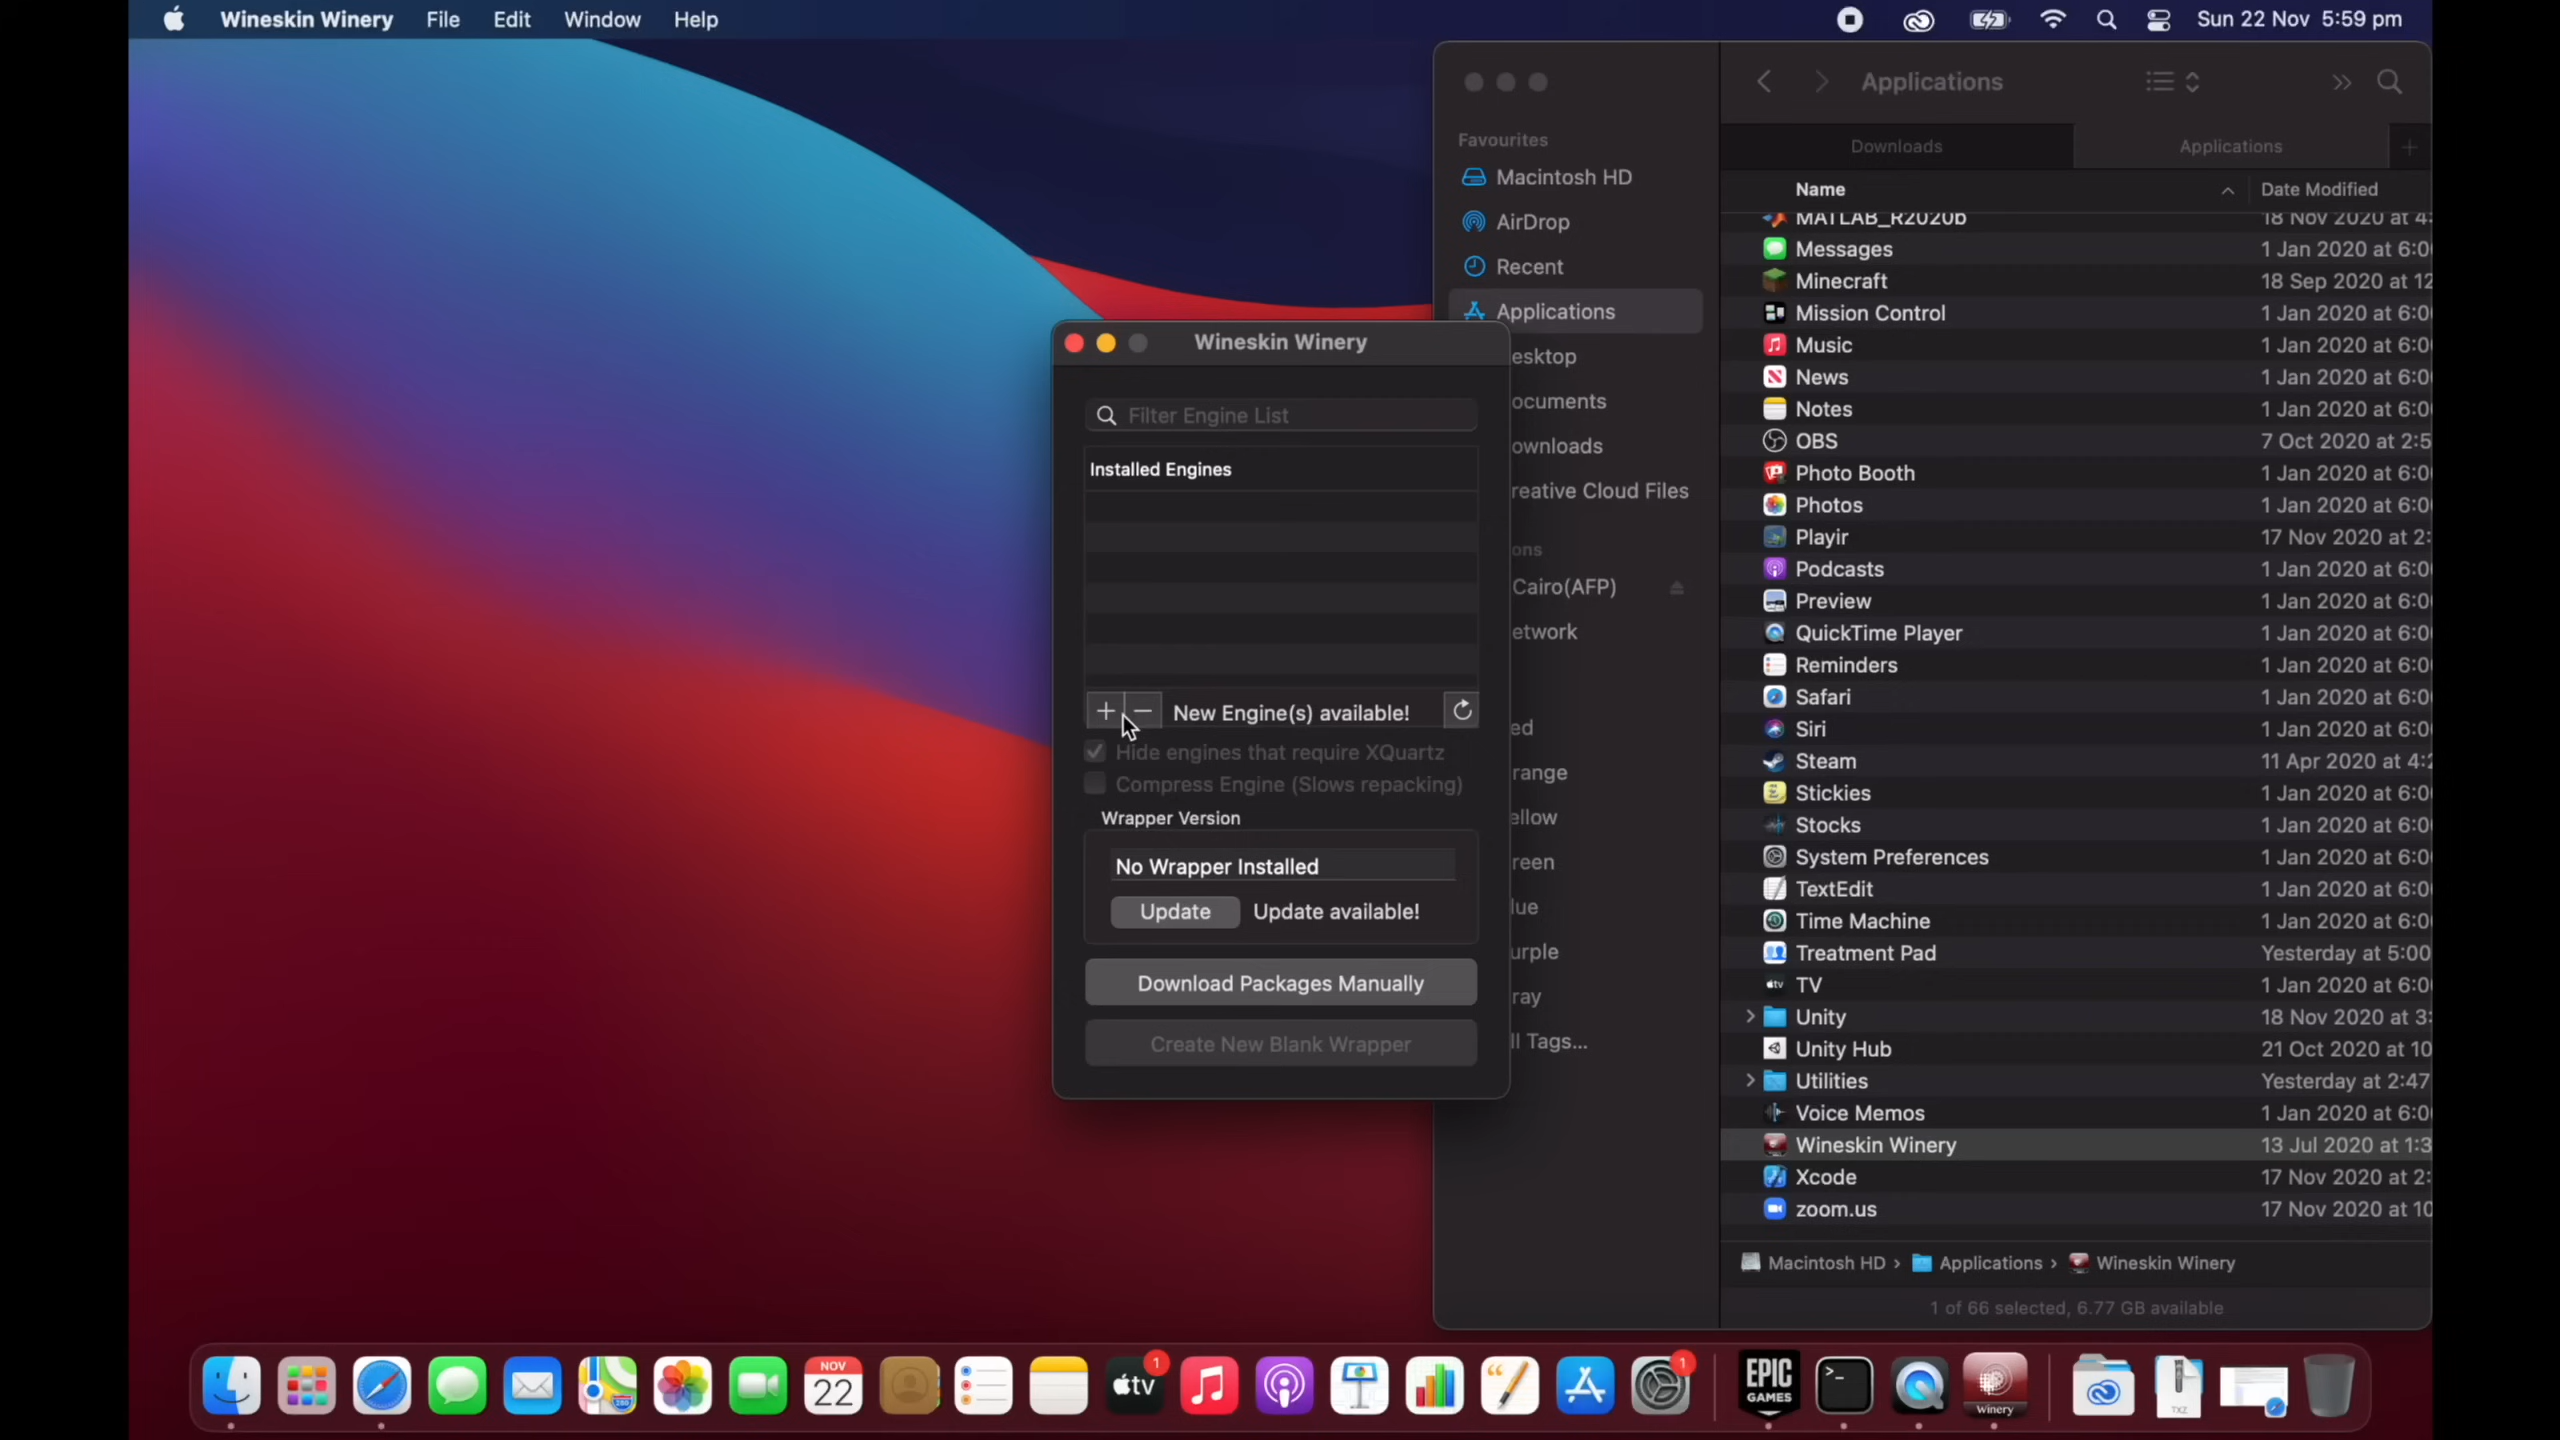 Wineskin Winery File Edit Window Help
Sun 22 Nov 5:59 pm
Applications
Favourites
Macintosh HD
AirDrop
Recent
Applications
esktop
ocuments
ownloads
reative Cloud Files
ons
Cairo(AFP)
etwork
ed
range
ellow
reen
lue
urple
ray
ll Tags...
Downloads Applications
Name Date Modified
MATLAB_R2020b 18 Nov 2020 at 4:
Messages 1 Jan 2020 at 6:0
Minecraft 18 Sep 2020 at 12
Mission Control 1 Jan 2020 at 6:0
Music 1 Jan 2020 at 6:0
News 1 Jan 2020 at 6:0
Notes 1 Jan 2020 at 6:0
OBS 7 Oct 2020 at 2:5
Photo Booth 1 Jan 2020 at 6:0
Photos 1 Jan 2020 at 6:0
Playir 17 Nov 2020 at 2:
Podcasts 1 Jan 2020 at 6:0
Preview 1 Jan 2020 at 6:0
QuickTime Player 1 Jan 2020 at 6:0
Reminders 1 Jan 2020 at 6:0
Safari 1 Jan 2020 at 6:0
Siri 1 Jan 2020 at 6:0
Steam 11 Apr 2020 at 4:2
Stickies 1 Jan 2020 at 6:0
Stocks 1 Jan 2020 at 6:0
System Preferences 1 Jan 2020 at 6:0
TextEdit 1 Jan 2020 at 6:0
Time Machine 1 Jan 2020 at 6:0
Treatment Pad Yesterday at 5:00
TV 1 Jan 2020 at 6:0
Unity 18 Nov 2020 at 3:
Unity Hub 21 Oct 2020 at 10
Utilities Yesterday at 2:47
Voice Memos 1 Jan 2020 at 6:0
Wineskin Winery 13 Jul 2020 at 1:3
Xcode 17 Nov 2020 at 2:
zoom.us 17 Nov 2020 at 10
Macintosh HD › Applications › Wineskin Winery
1 of 66 selected, 6.77 GB available
Wineskin Winery
Filter Engine List
Installed Engines
New Engine(s) available!
Hide engines that require XQuartz
Compress Engine (Slows repacking)
Wrapper Version
No Wrapper Installed
Update Update available!
Download Packages Manually
Create New Blank Wrapper
NOV
22
tv
1
1
EPIC
GAMES
Winery
TXZ